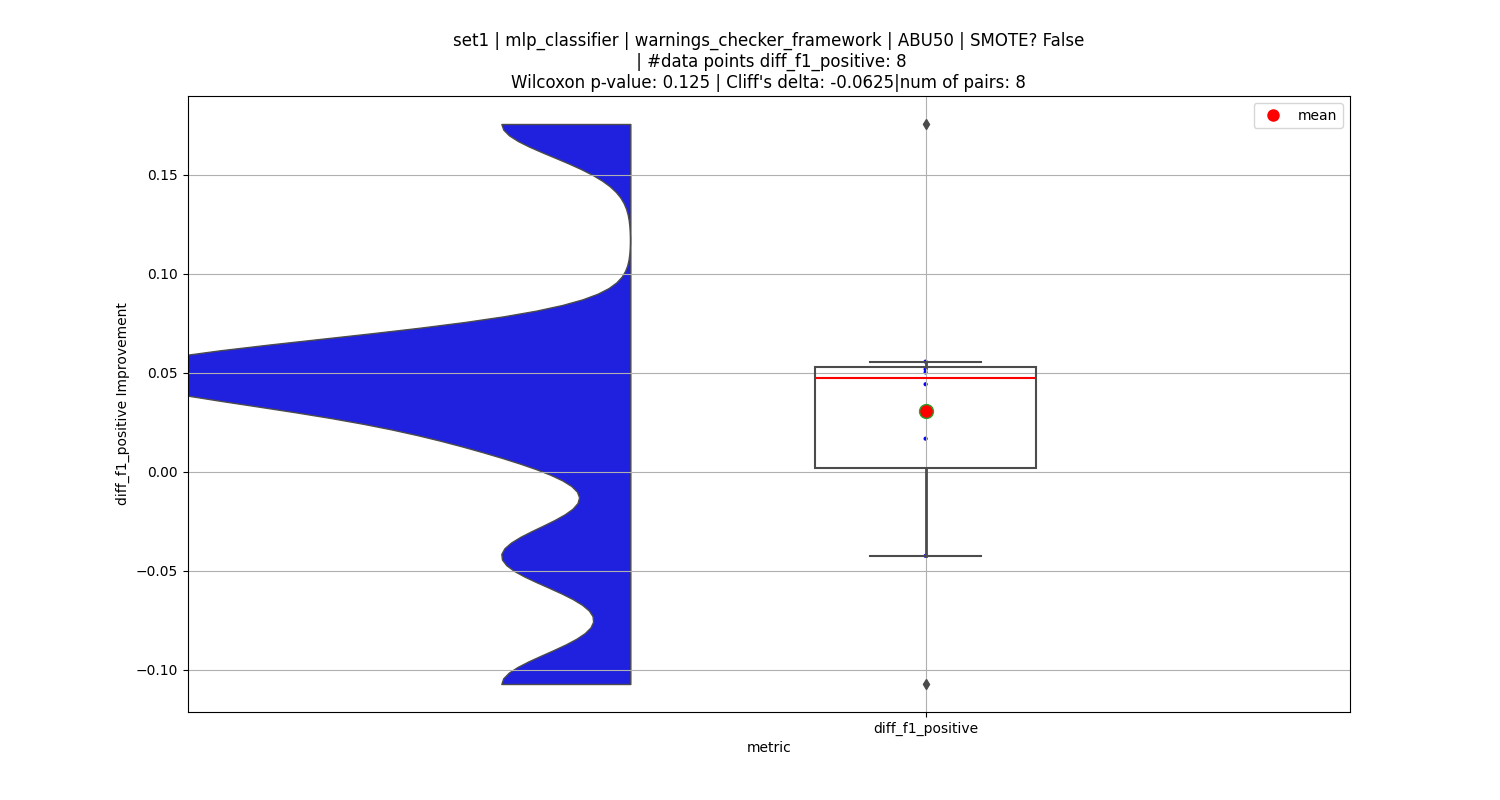 set1 | mlp_classifier | warnings_checker_framework | ABU50 | SMOTE? False
| #data points diff_f1_positive: 8
Wilcoxon p-value: 0.125 | Cliff's delta: -0.0625|num of pairs: 8
mean
0.15
0.10
0.05
0.00
−0.05
−0.10
diff_f1_positive Improvement
diff_f1_positive
metric